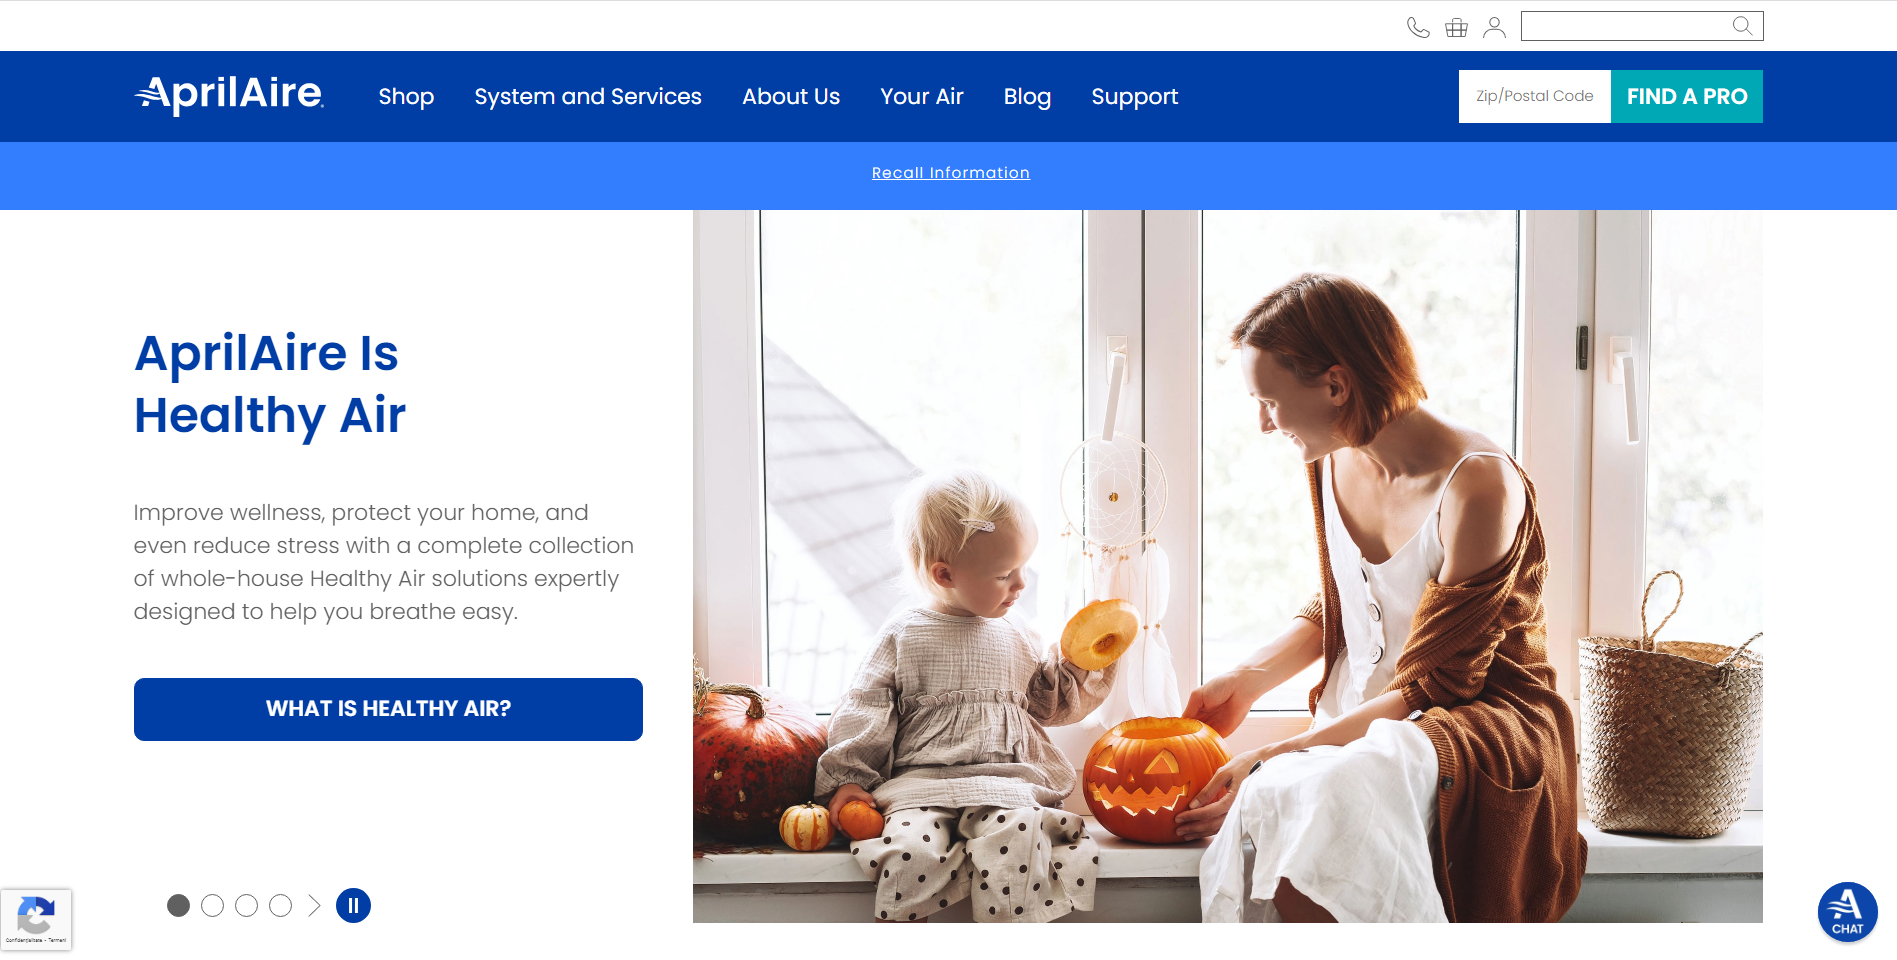 AprilAire
Shop
System and Services
About Us
Your Air
Blog
Support
Zip/Postal Code
FIND A PRO
Recall Information
AprilAire Is
Healthy Air
Improve wellness, protect your home, and
even reduce stress with a complete collection
of whole-house Healthy Air solutions expertly
designed to help you breathe easy.
WHAT IS HEALTHY AIR?
Confidențialitate - Termeni
CHAT